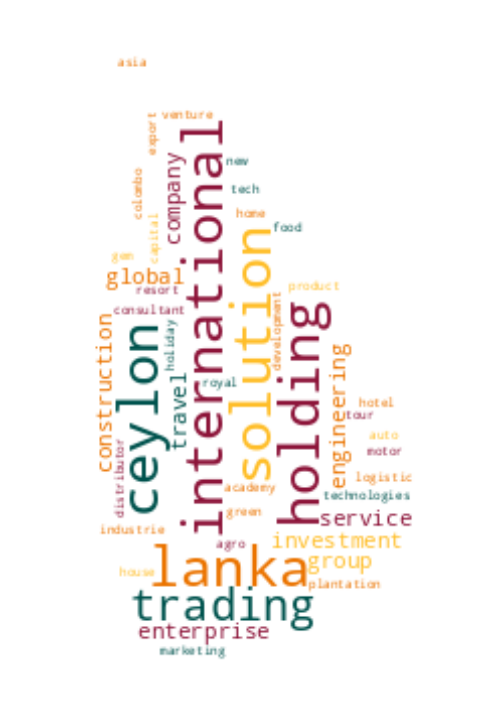 asia
venture
export
international
company
new
colombo
tech
capital
home
food
solution
gem
global
resort
product
development
holding
consultant
construction
ceylon
holiday
travel
royal
engineering
hotel
tour
auto
motor
distributor
logistic
academy
technologies
green
service
industrie
agro
investment
lanka
group
house
plantation
trading
enterprise
marketing